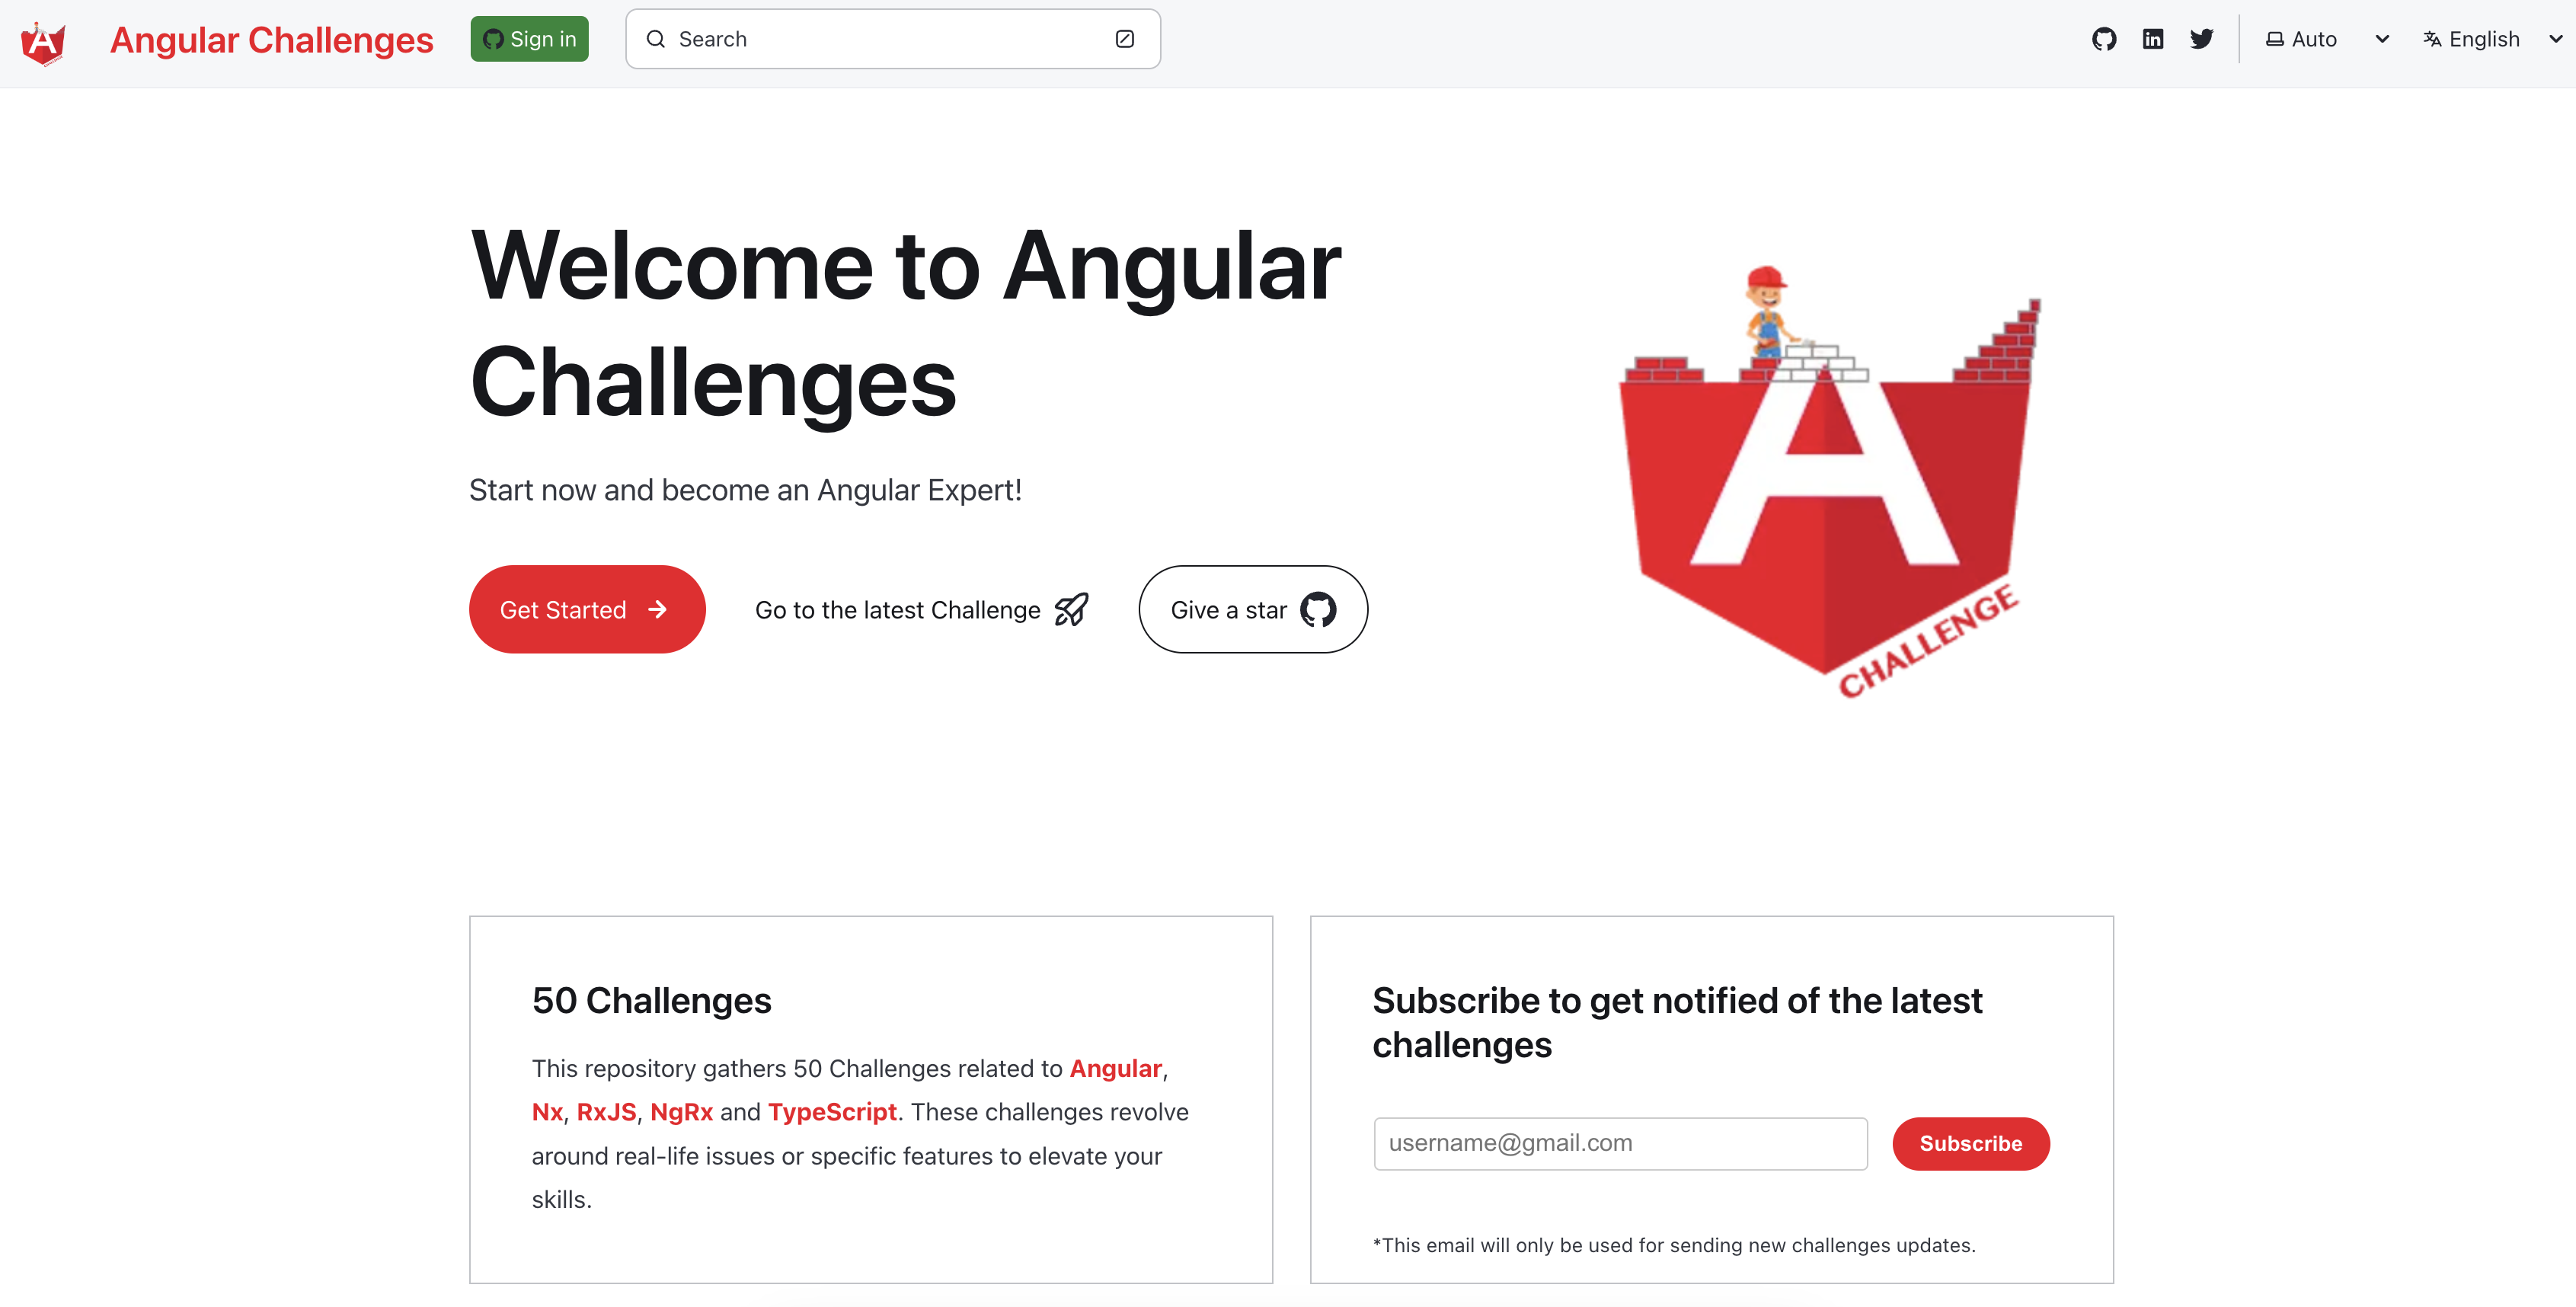 Angular Challenges
Sign in
Search
Auto
English
Welcome to Angular
Challenges
Start now and become an Angular Expert!
Get Started
Go to the latest Challenge
Give a star
A
CHALLENGE
50 Challenges
This repository gathers 50 Challenges related to Angular,
Nx, RxJS, NgRx and TypeScript. These challenges revolve
around real-life issues or specific features to elevate your
skills.
Subscribe to get notified of the latest
challenges
username@gmail.com
Subscribe
*This email will only be used for sending new challenges updates.